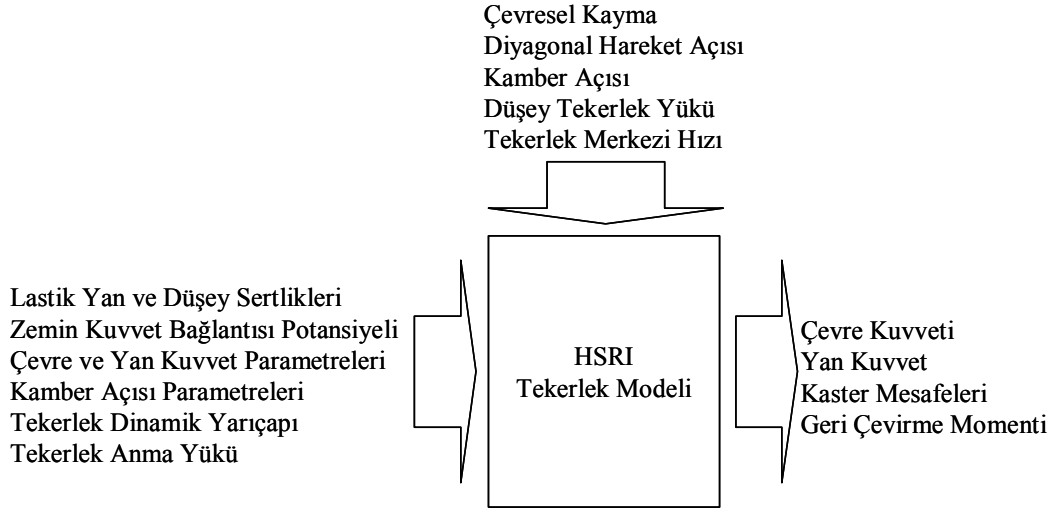 Çevresel Kayma
Diyagonal Hareket Açısı
Kamber Açısı
Düşey Tekerlek Yükü
Tekerlek Merkezi Hızı
Lastik Yan ve Düşey Sertlikleri
Zemin Kuvvet Bağlantısı Potansiyeli
Çevre ve Yan Kuvvet Parametreleri
Kamber Açısı Parametreleri
Tekerlek Dinamik Yarıçapı
Tekerlek Anma Yükü
HSRI
Tekerlek Modeli
Çevre Kuvveti
Yan Kuvvet
Kaster Mesafeleri
Geri Çevirme Momenti